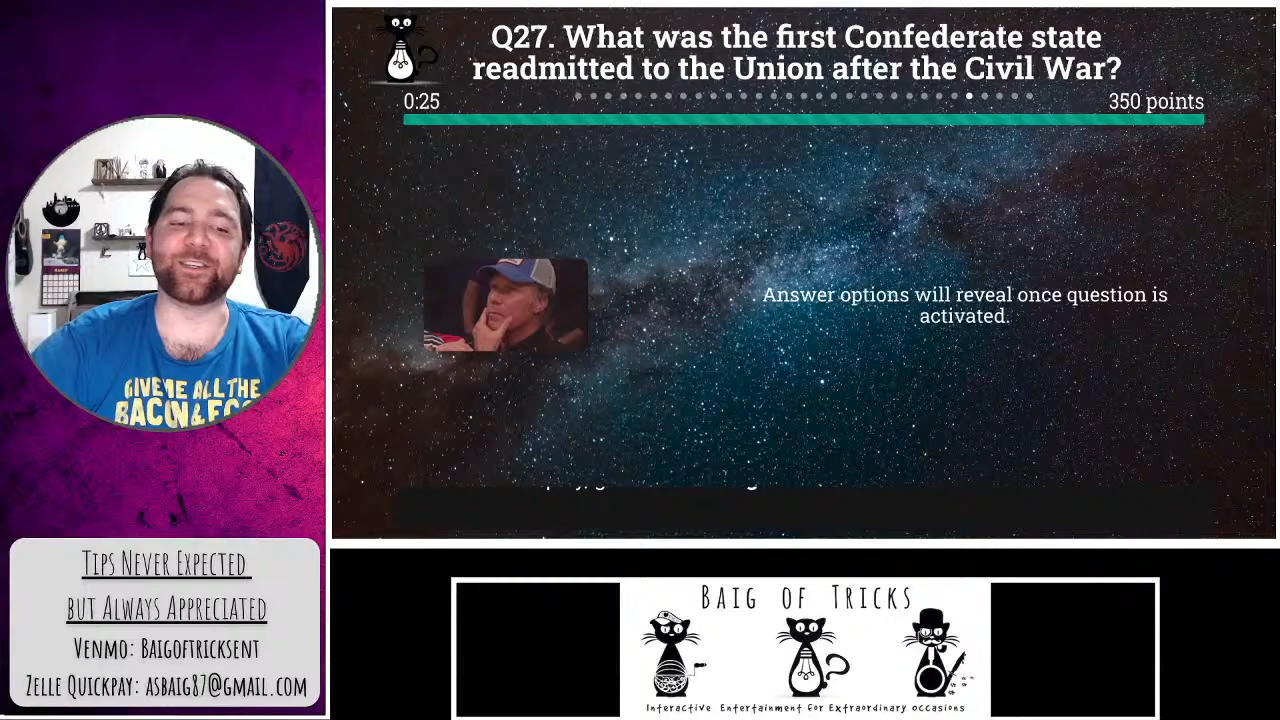 Q27. What was the first Confederate state
readmitted to the Union after the Civil War?
0:25
350 points
Answer options will reveal once question is
activated.
GIVE ME ALL THE
BACON & EGGS
Tips Never Expected
but Always Appreciated
Venmo: Baigoftricksent
Zelle Quickpay: asbaig87@gmail.com
Baig of Tricks
Interactive Entertainment for Extraordinary occasions